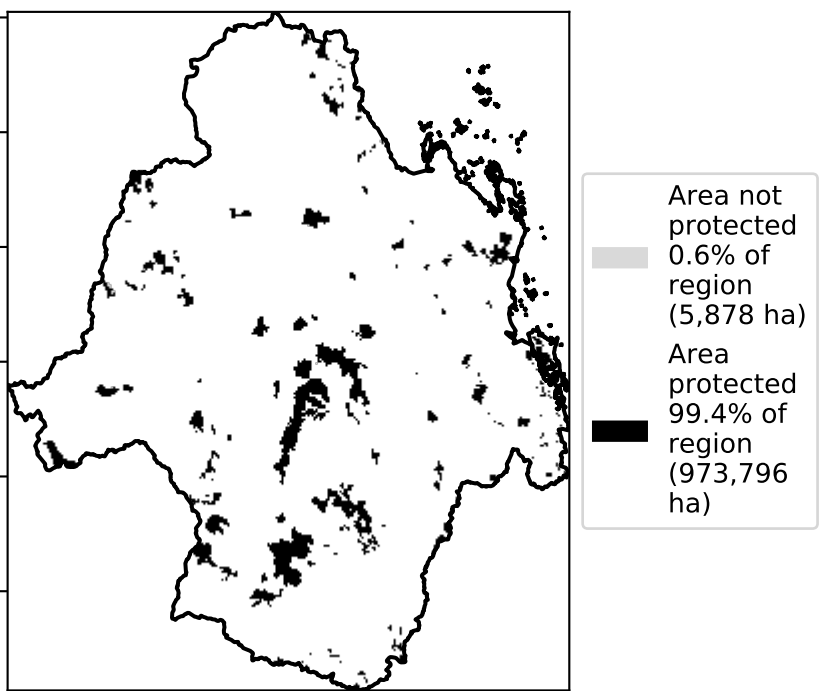 Area not
protected
0.6% of
region
(5,878 ha)
Area
protected
99.4% of
region
(973,796
ha)